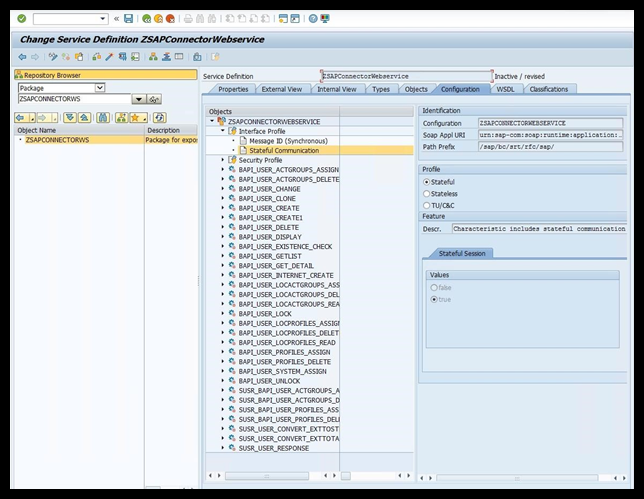 Change Service Definition ZSAPConnectorWebservice
Repository Browser
Package
ZSAPCONNECTORWS
Object Name Description
ZSAPCONNECTORWS Package for expo
Service Definition ZSAPConnectorWebservice Inactive / revised
Properties External View Internal View Types Objects Configuration WSDL Classifications
Objects
ZSAPCONNECTORWEBSERVICE
Interface Profile
Message ID (Synchronous)
Stateful Communication
Security Profile
BAPI_USER_ACTGROUPS_ASSIGN
BAPI_USER_ACTGROUPS_DELETE
BAPI_USER_CHANGE
BAPI_USER_CLONE
BAPI_USER_CREATE
BAPI_USER_CREATE1
BAPI_USER_DELETE
BAPI_USER_DISPLAY
BAPI_USER_EXISTENCE_CHECK
BAPI_USER_GETLIST
BAPI_USER_GET_DETAIL
BAPI_USER_INTERNET_CREATE
BAPI_USER_LOCACTGROUPS_ASS
BAPI_USER_LOCACTGROUPS_DEL
BAPI_USER_LOCACTGROUPS_REA
BAPI_USER_LOCK
BAPI_USER_LOCPROFILES_ASSIGN
BAPI_USER_LOCPROFILES_DELET
BAPI_USER_LOCPROFILES_READ
BAPI_USER_PROFILES_ASSIGN
BAPI_USER_PROFILES_DELETE
BAPI_USER_SYSTEM_ASSIGN
BAPI_USER_UNLOCK
SUSR_BAPI_USER_ACTGROUPS_A
SUSR_BAPI_USER_ACTGROUPS_D
SUSR_BAPI_USER_PROFILES_ASS
SUSR_BAPI_USER_PROFILES_DEL
SUSR_USER_CONVERT_EXTTOST
SUSR_USER_CONVERT_EXTTOTA
SUSR_USER_RESPONSE
Identification
Configuration ZSAPCONNECTORWEBSERVICE
Soap Appl URI urn:sap-com:soap:runtime:application:..
Path Prefix /sap/bc/srt/rfc/sap/
Profile
Stateful
Stateless
TU/C&C
Feature
Descr. Characteristic includes stateful communication
Stateful Session
Values
false
true